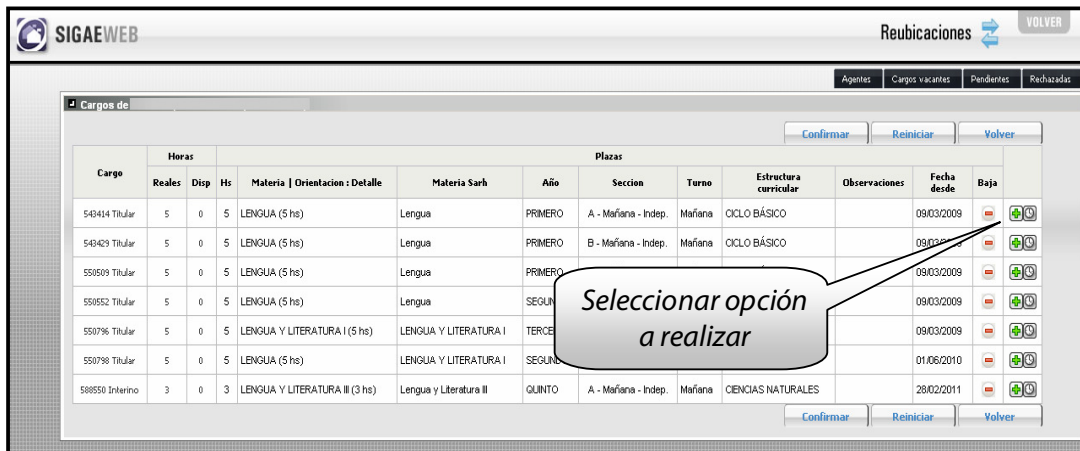 SIGAEWEB
Reubicaciones
VOLVER
Agentes Cargos vacantes Pendientes Rechazadas
Cargos de
Confirmar Reiniciar Volver
Cargo Horas Plazas
Reales Disp Hs Materia | Orientacion : Detalle Materia Sarh Año Seccion Turno Estructura curricular Observaciones Fecha desde Baja
543414 Titular 5 0 5 LENGUA (5 hs) Lengua PRIMERO A - Mañana - Indep. Mañana CICLO BÁSICO 09/03/2009
543429 Titular 5 0 5 LENGUA (5 hs) Lengua PRIMERO B - Mañana - Indep. Mañana CICLO BÁSICO
550509 Titular 5 0 5 LENGUA (5 hs) Lengua PRIMERO 09/03/2009
550552 Titular 5 0 5 LENGUA (5 hs) Lengua 09/03/2009
550796 Titular 5 0 5 LENGUA Y LITERATURA I (5 hs) LENGUA Y LITERATURA I 09/03/2009
550798 Titular 5 0 5 LENGUA (5 hs) LENGUA Y LITERATURA I 01/06/2010
588550 Interino 3 0 3 LENGUA Y LITERATURA III (3 hs) Lengua y Literatura III QUINTO A - Mañana - Indep. Mañana CIENCIAS NATURALES 28/02/2011
Seleccionar opción
a realizar
Confirmar Reiniciar Volver